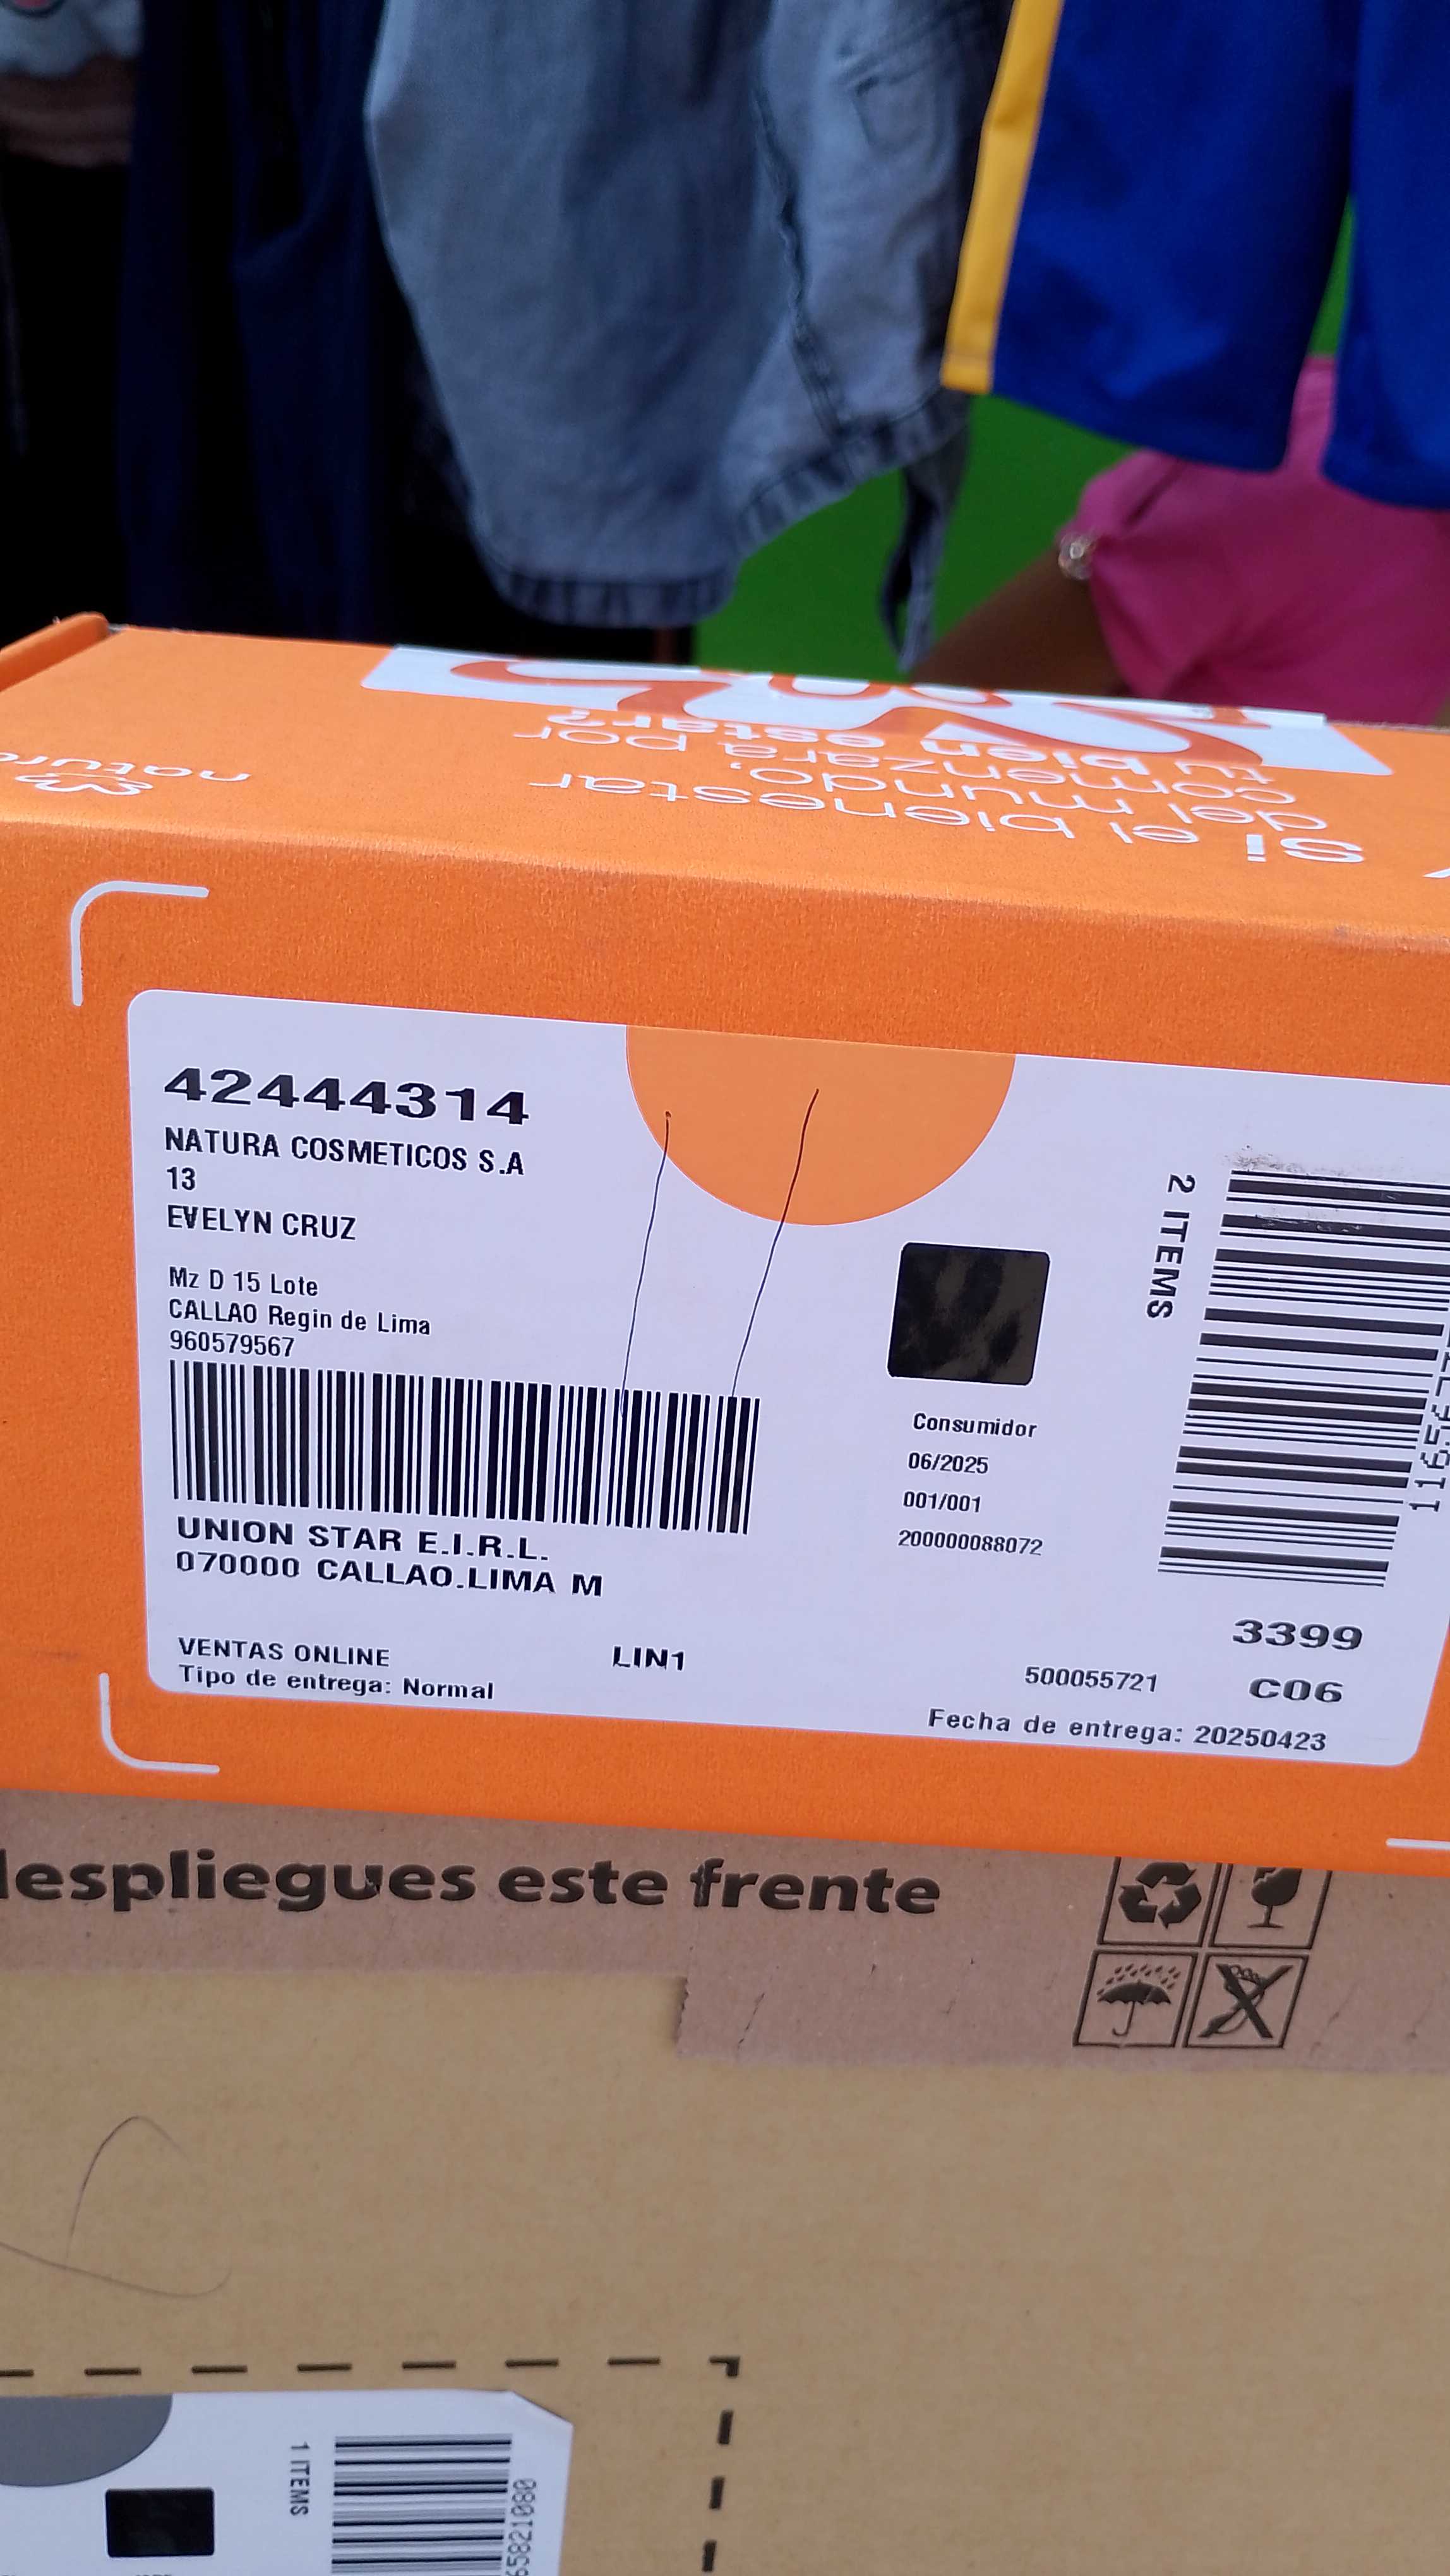 natura
Si el bienestar
del mundo,
comenzara por
tu bien estar?
42444314
NATURA COSMETICOS S.A
13
EVELYN CRUZ
Mz D 15 Lote
CALLAO Regin de Lima
960579567
UNION STAR E.I.R.L.
070000 CALLAO.LIMA M
VENTAS ONLINE
Tipo de entrega: Normal
LIN1
Consumidor
06/2025
001/001
200000088072
2 ITEMS
3399
500055721
C06
Fecha de entrega: 20250423
este frente
1 ITEMS